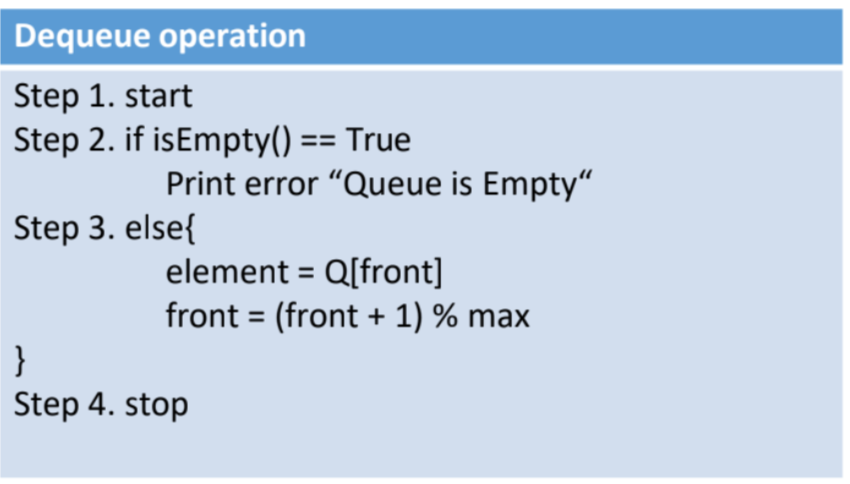 Dequeue operation
Step 1. start
Step 2. if isEmpty() == True
Print error “Queue is Empty“
Step 3. else{
element = Q[front]
front = (front + 1) % max
}
Step 4. stop